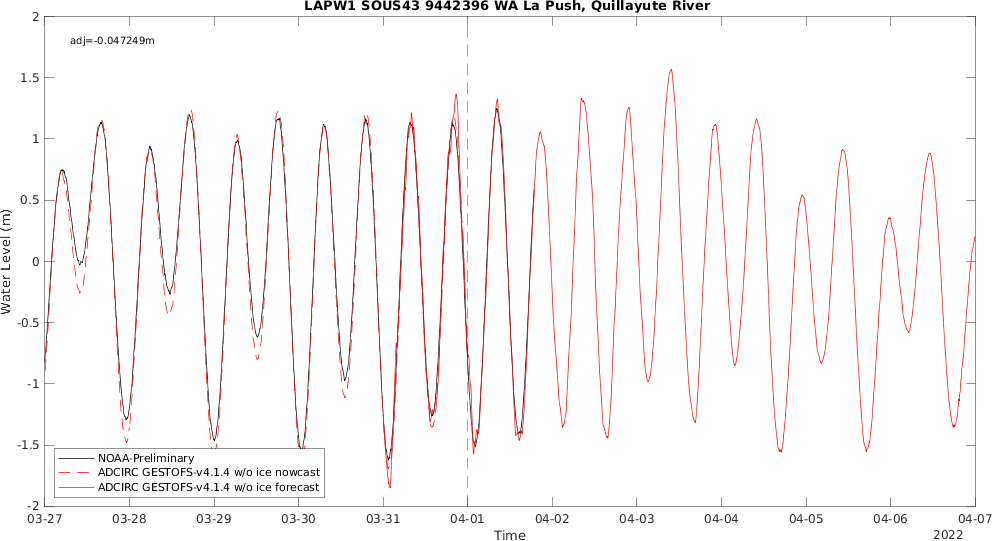 LAPW1 SOUS43 9442396 WA La Push, Quillayute River
adj=-0.047249m
2
1.5
1
0.5
0
-0.5
-1
-1.5
-2
Water Level (m)
NOAA-Preliminary
ADCIRC GESTOFS-v4.1.4 w/o ice nowcast
ADCIRC GESTOFS-v4.1.4 w/o ice forecast
03-27 03-28 03-29 03-30 03-31 04-01 04-02 04-03 04-04 04-05 04-06 04-07
Time
2022